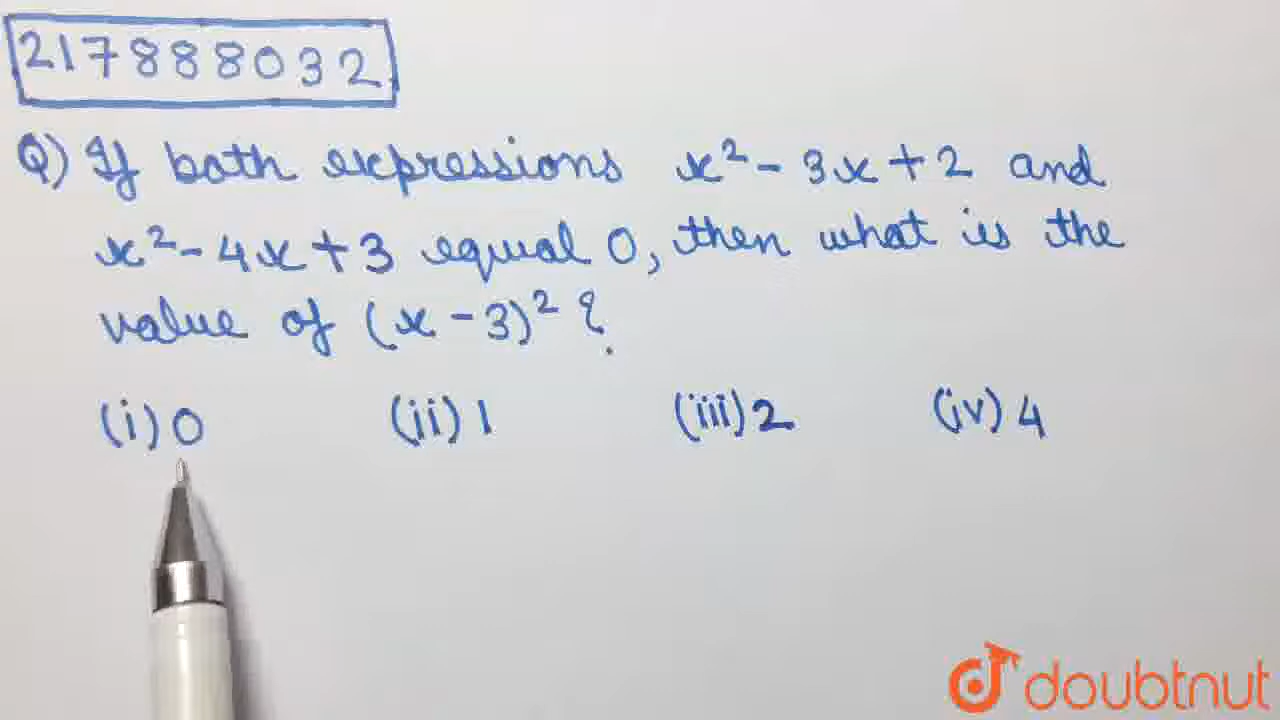 217888032
Q) If both expressions x² - 3x + 2 and
x² - 4x + 3 equal 0, then what is the
value of (x - 3)² ?
(i) 0 (ii) 1 (iii) 2 (iv) 4
doubtnut